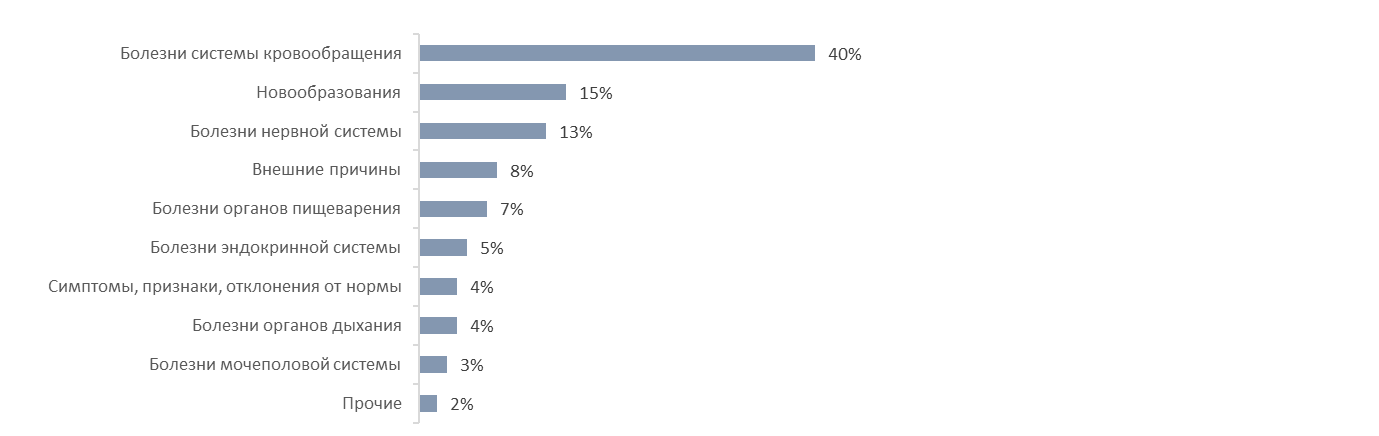 Болезни системы кровообращения 40%
Новообразования 15%
Болезни нервной системы 13%
Внешние причины 8%
Болезни органов пищеварения 7%
Болезни эндокринной системы 5%
Симптомы, признаки, отклонения от нормы 4%
Болезни органов дыхания 4%
Болезни мочеполовой системы 3%
Прочие 2%